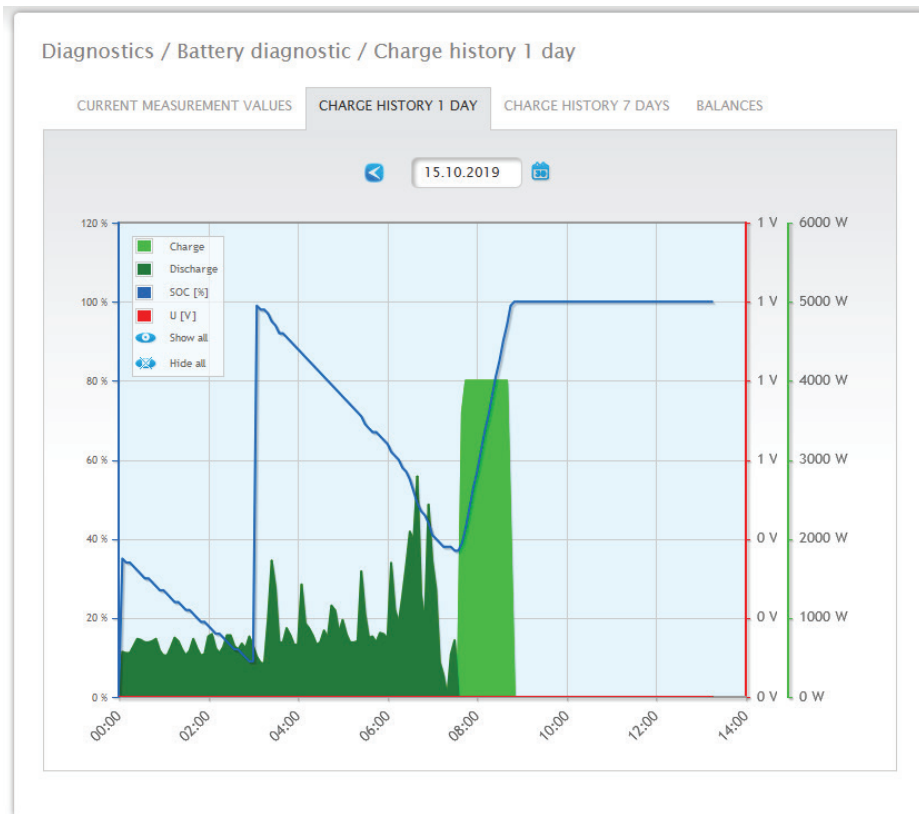 Diagnostics / Battery diagnostic / Charge history 1 day
CURRENT MEASUREMENT VALUES CHARGE HISTORY 1 DAY CHARGE HISTORY 7 DAYS BALANCES
15.10.2019 30
120 % 1 V 6000 W
Charge
Discharge
100 % SOC [%] 1 V 5000 W
U [V]
Show all
Hide all
80 % 1 V 4000 W
60 % 1 V 3000 W
40 % 0 V 2000 W
20 % 0 V 1000 W
0 % 0 V 0 W
00:00 02:00 04:00 06:00 08:00 10:00 12:00 14:00